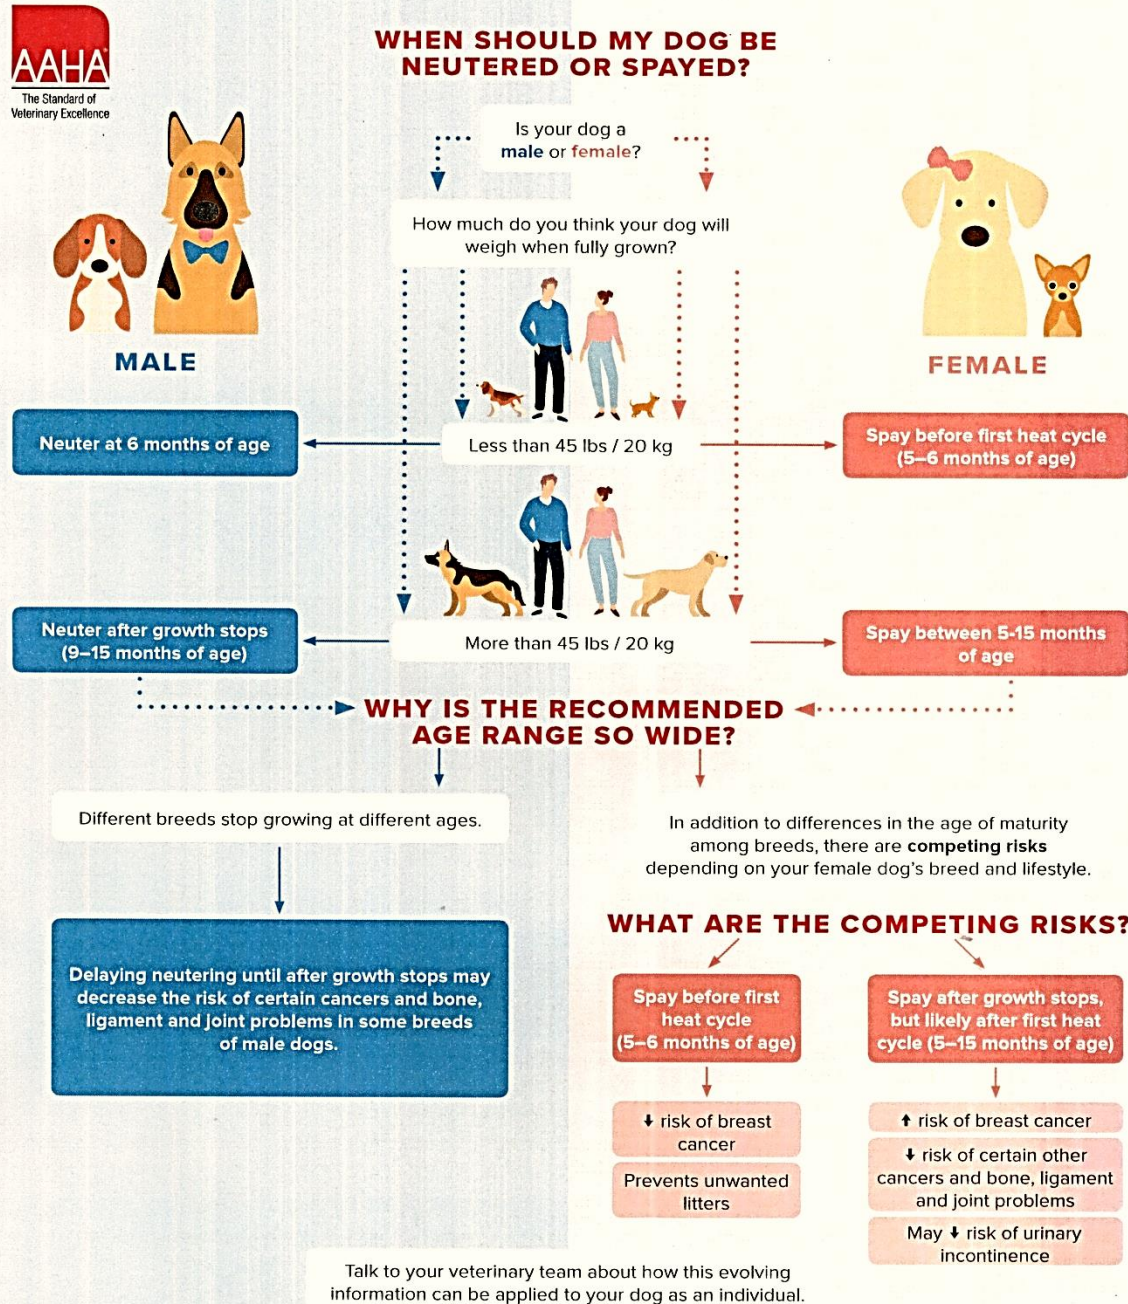 AAHA
The Standard of
Veterinary Excellence
WHEN SHOULD MY DOG BE
NEUTERED OR SPAYED?
Is your dog a
male or female?
How much do you think your dog will
weigh when fully grown?
MALE
FEMALE
Neuter at 6 months of age
Less than 45 lbs / 20 kg
Spay before first heat cycle
(5–6 months of age)
Neuter after growth stops
(9–15 months of age)
More than 45 lbs / 20 kg
Spay between 5-15 months
of age
WHY IS THE RECOMMENDED
AGE RANGE SO WIDE?
Different breeds stop growing at different ages.
In addition to differences in the age of maturity
among breeds, there are competing risks
depending on your female dog's breed and lifestyle.
Delaying neutering until after growth stops may
decrease the risk of certain cancers and bone,
ligament and joint problems in some breeds
of male dogs.
WHAT ARE THE COMPETING RISKS?
Spay before first
heat cycle
(5–6 months of age)
↓ risk of breast
cancer
Prevents unwanted
litters
Spay after growth stops,
but likely after first heat
cycle (5–15 months of age)
↑ risk of breast cancer
↓ risk of certain other
cancers and bone, ligament
and joint problems
May ↓ risk of urinary
incontinence
Talk to your veterinary team about how this evolving
information can be applied to your dog as an individual.